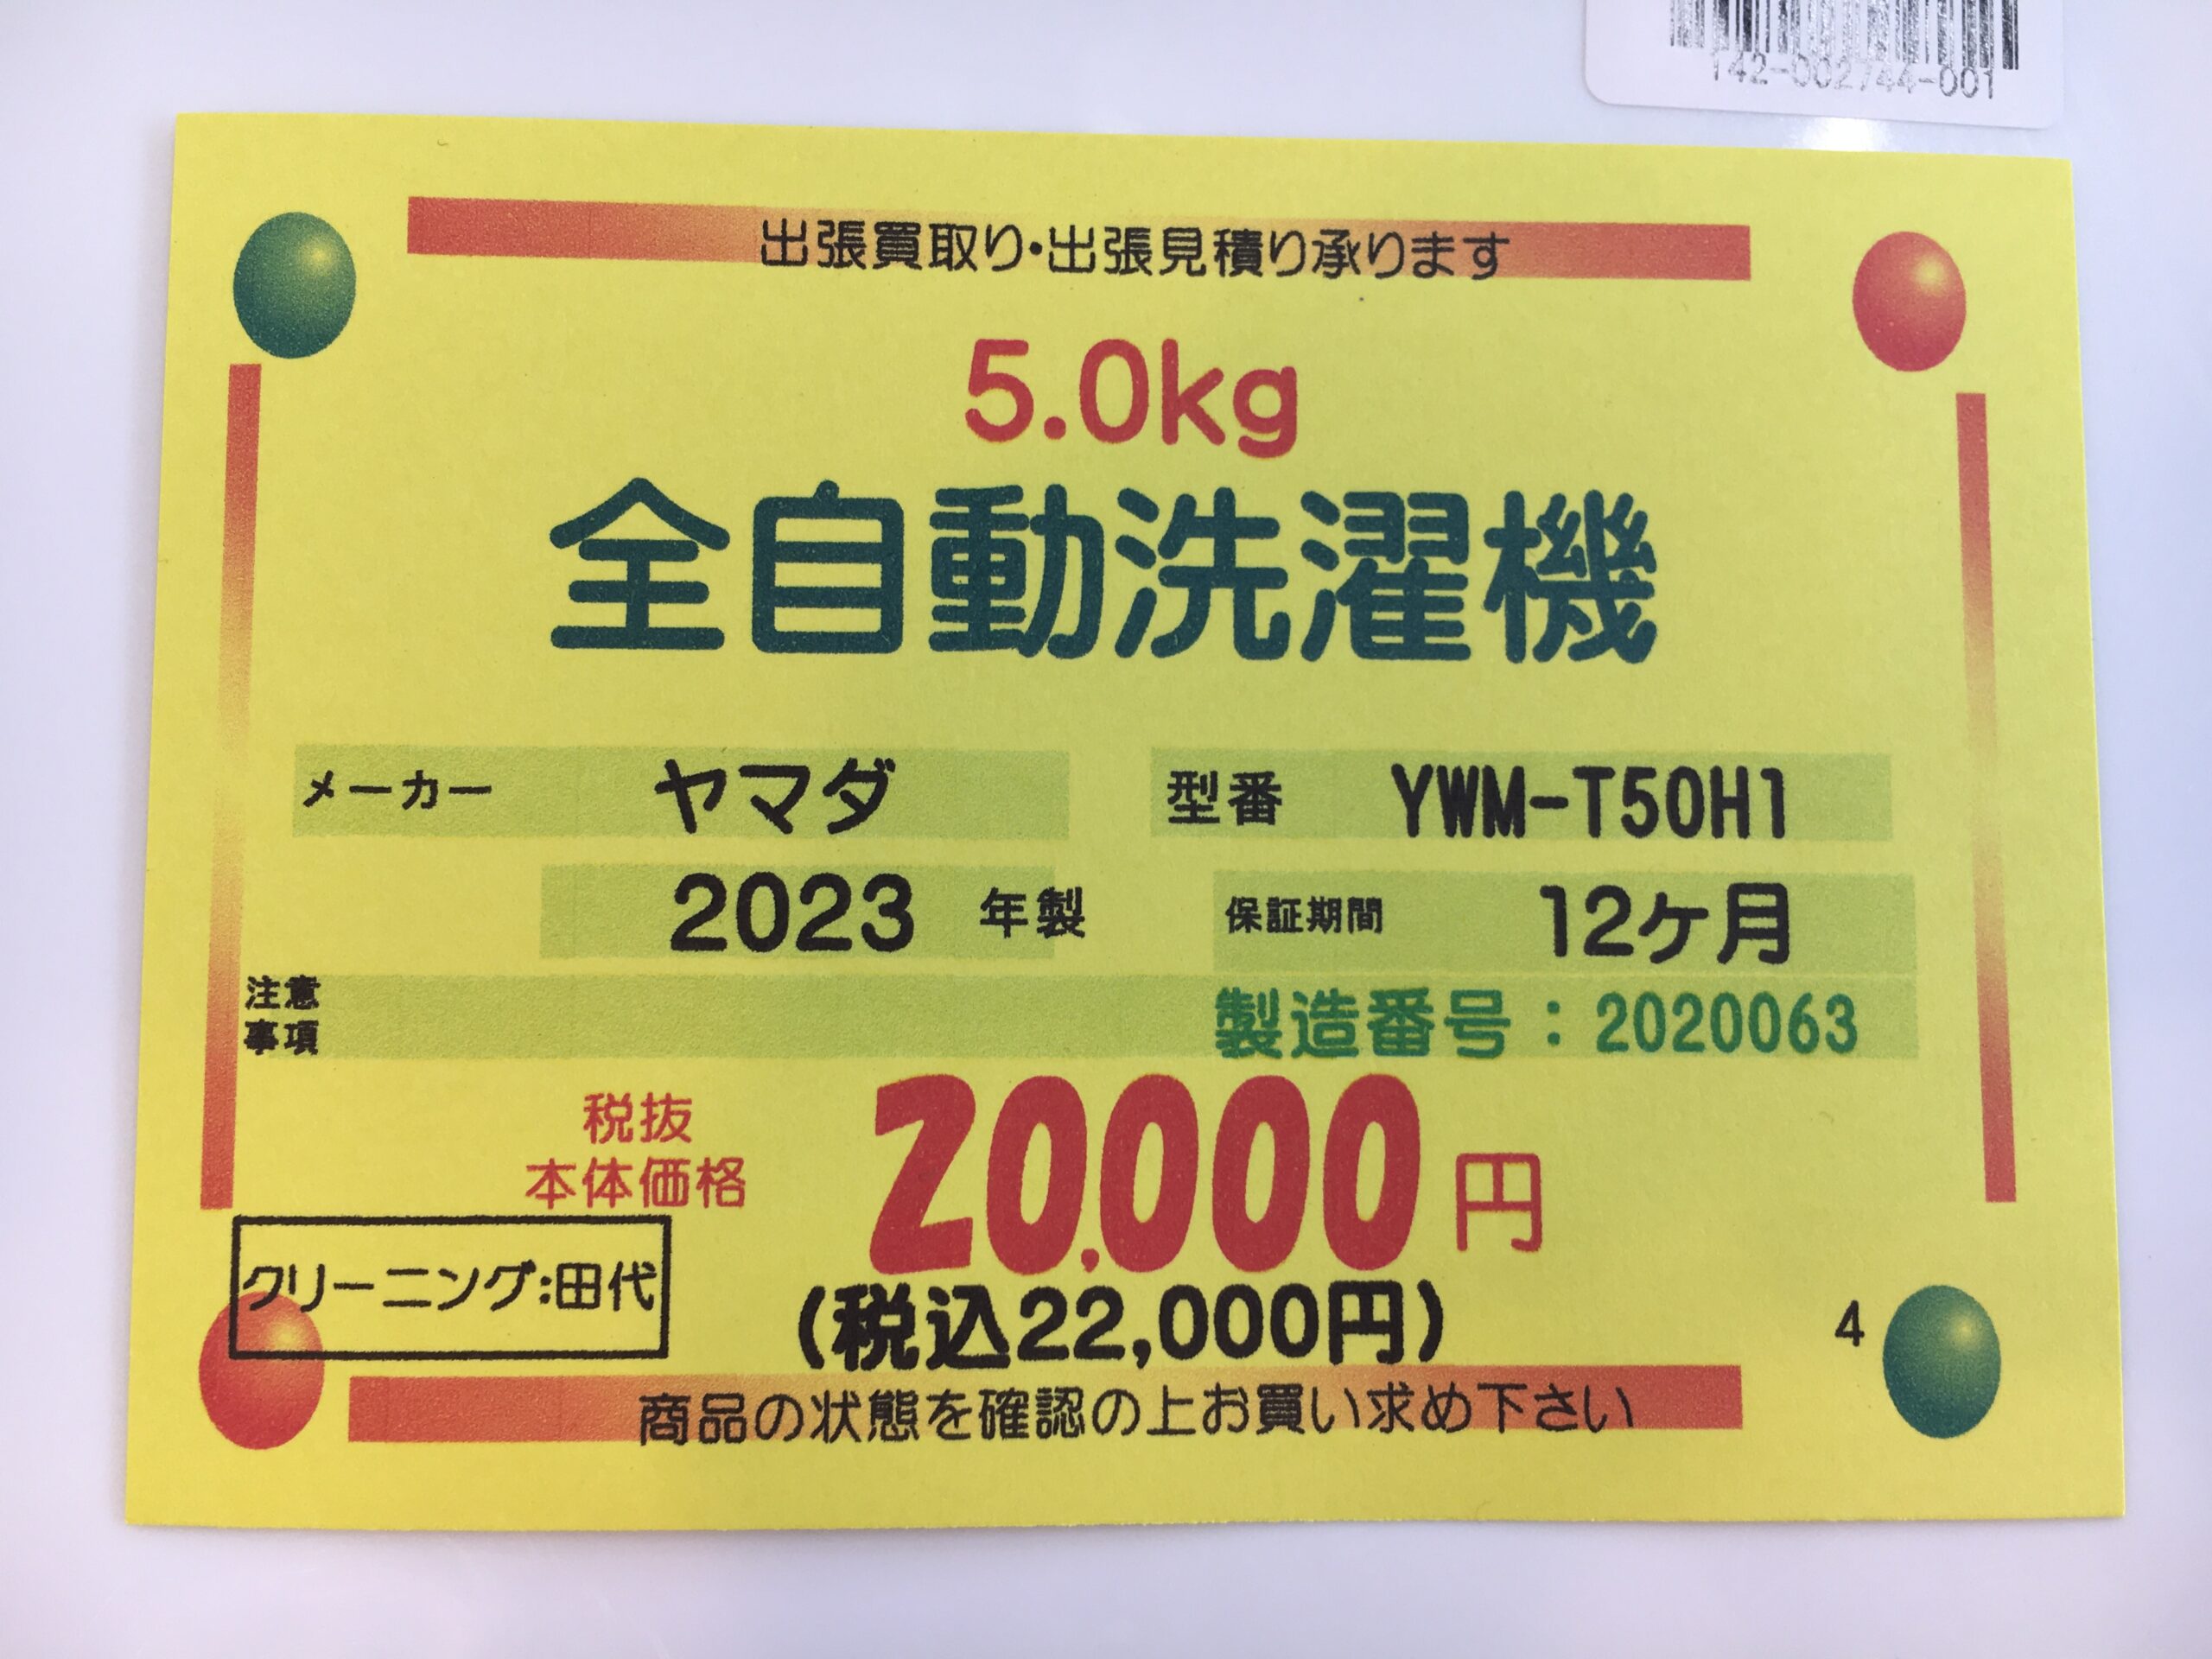 142-002744-001
出張買取り・出張見積り承ります
5.0kg
全自動洗濯機
メーカー ヤマダ 型番 YWM-T50H1
2023 年製 保証期間 12ヶ月
注意
事項
製造番号：2020063
税抜
本体価格
20,000 円
クリーニング:田代
(税込22,000円)
4
商品の状態を確認の上お買い求め下さい